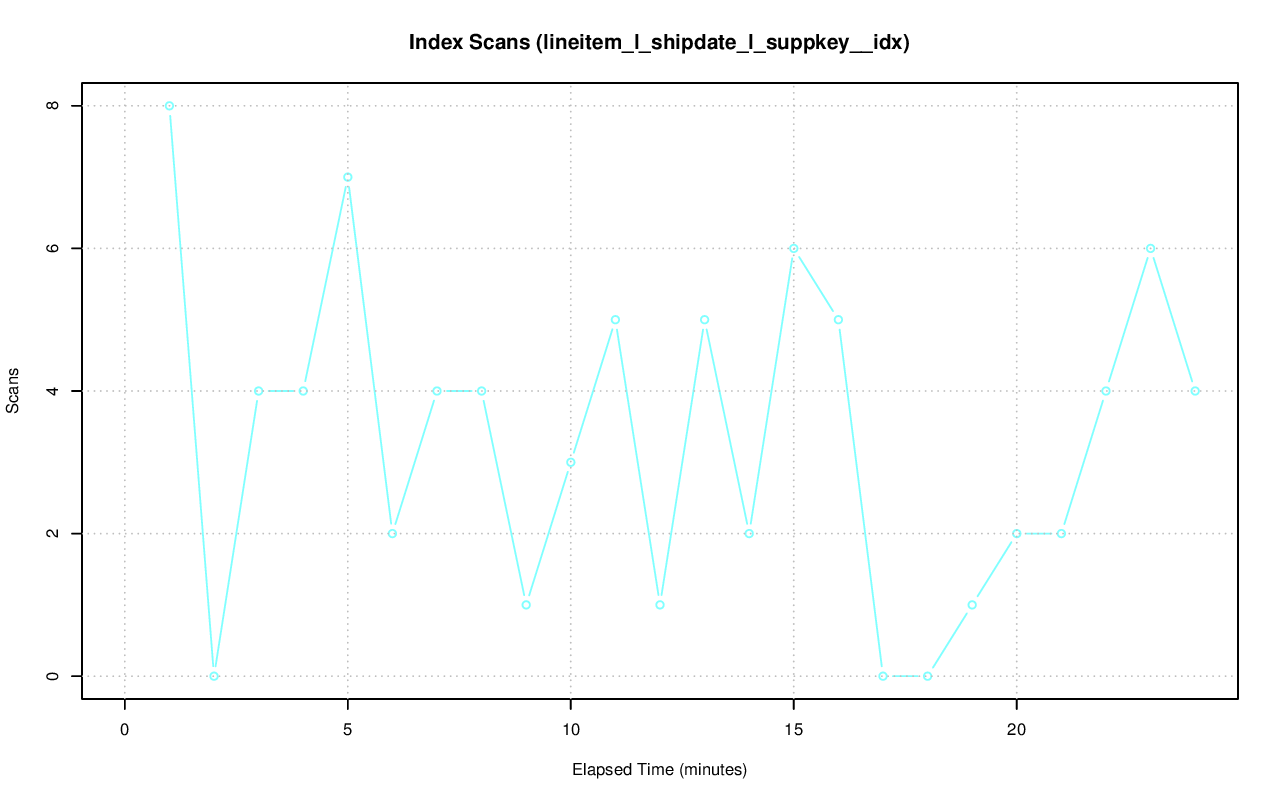 Index Scans (lineitem_l_shipdate_l_suppkey__idx)
8
6
4
2
0
Scans
0 5 10 15 20
Elapsed Time (minutes)